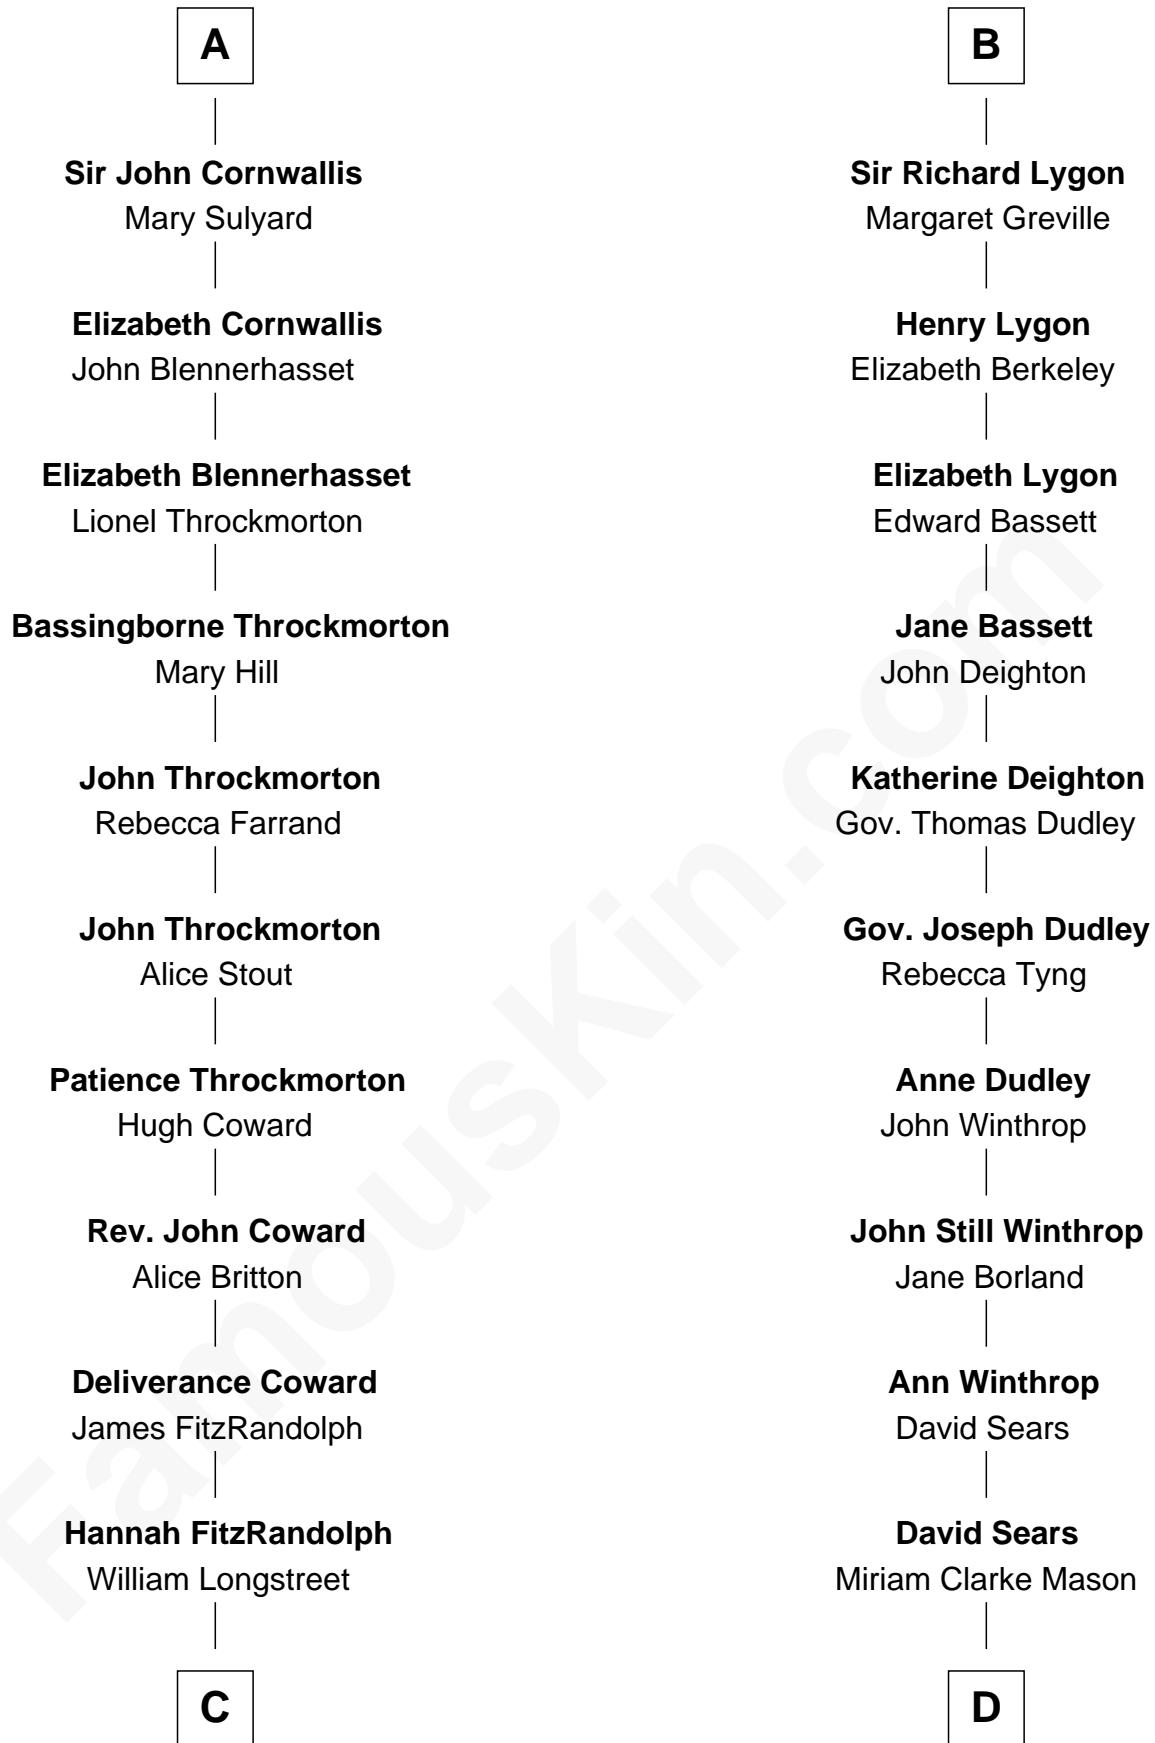 A
Sir John Cornwallis
Mary Sulyard
Elizabeth Cornwallis
John Blennerhasset
Elizabeth Blennerhasset
Lionel Throckmorton
Bassingborne Throckmorton
Mary Hill
John Throckmorton
Rebecca Farrand
John Throckmorton
Alice Stout
Patience Throckmorton
Hugh Coward
Rev. John Coward
Alice Britton
Deliverance Coward
James FitzRandolph
Hannah FitzRandolph
William Longstreet
C
B
Sir Richard Lygon
Margaret Greville
Henry Lygon
Elizabeth Berkeley
Elizabeth Lygon
Edward Bassett
Jane Bassett
John Deighton
Katherine Deighton
Gov. Thomas Dudley
Gov. Joseph Dudley
Rebecca Tyng
Anne Dudley
John Winthrop
John Still Winthrop
Jane Borland
Ann Winthrop
David Sears
David Sears
Miriam Clarke Mason
D
FamousKin.com